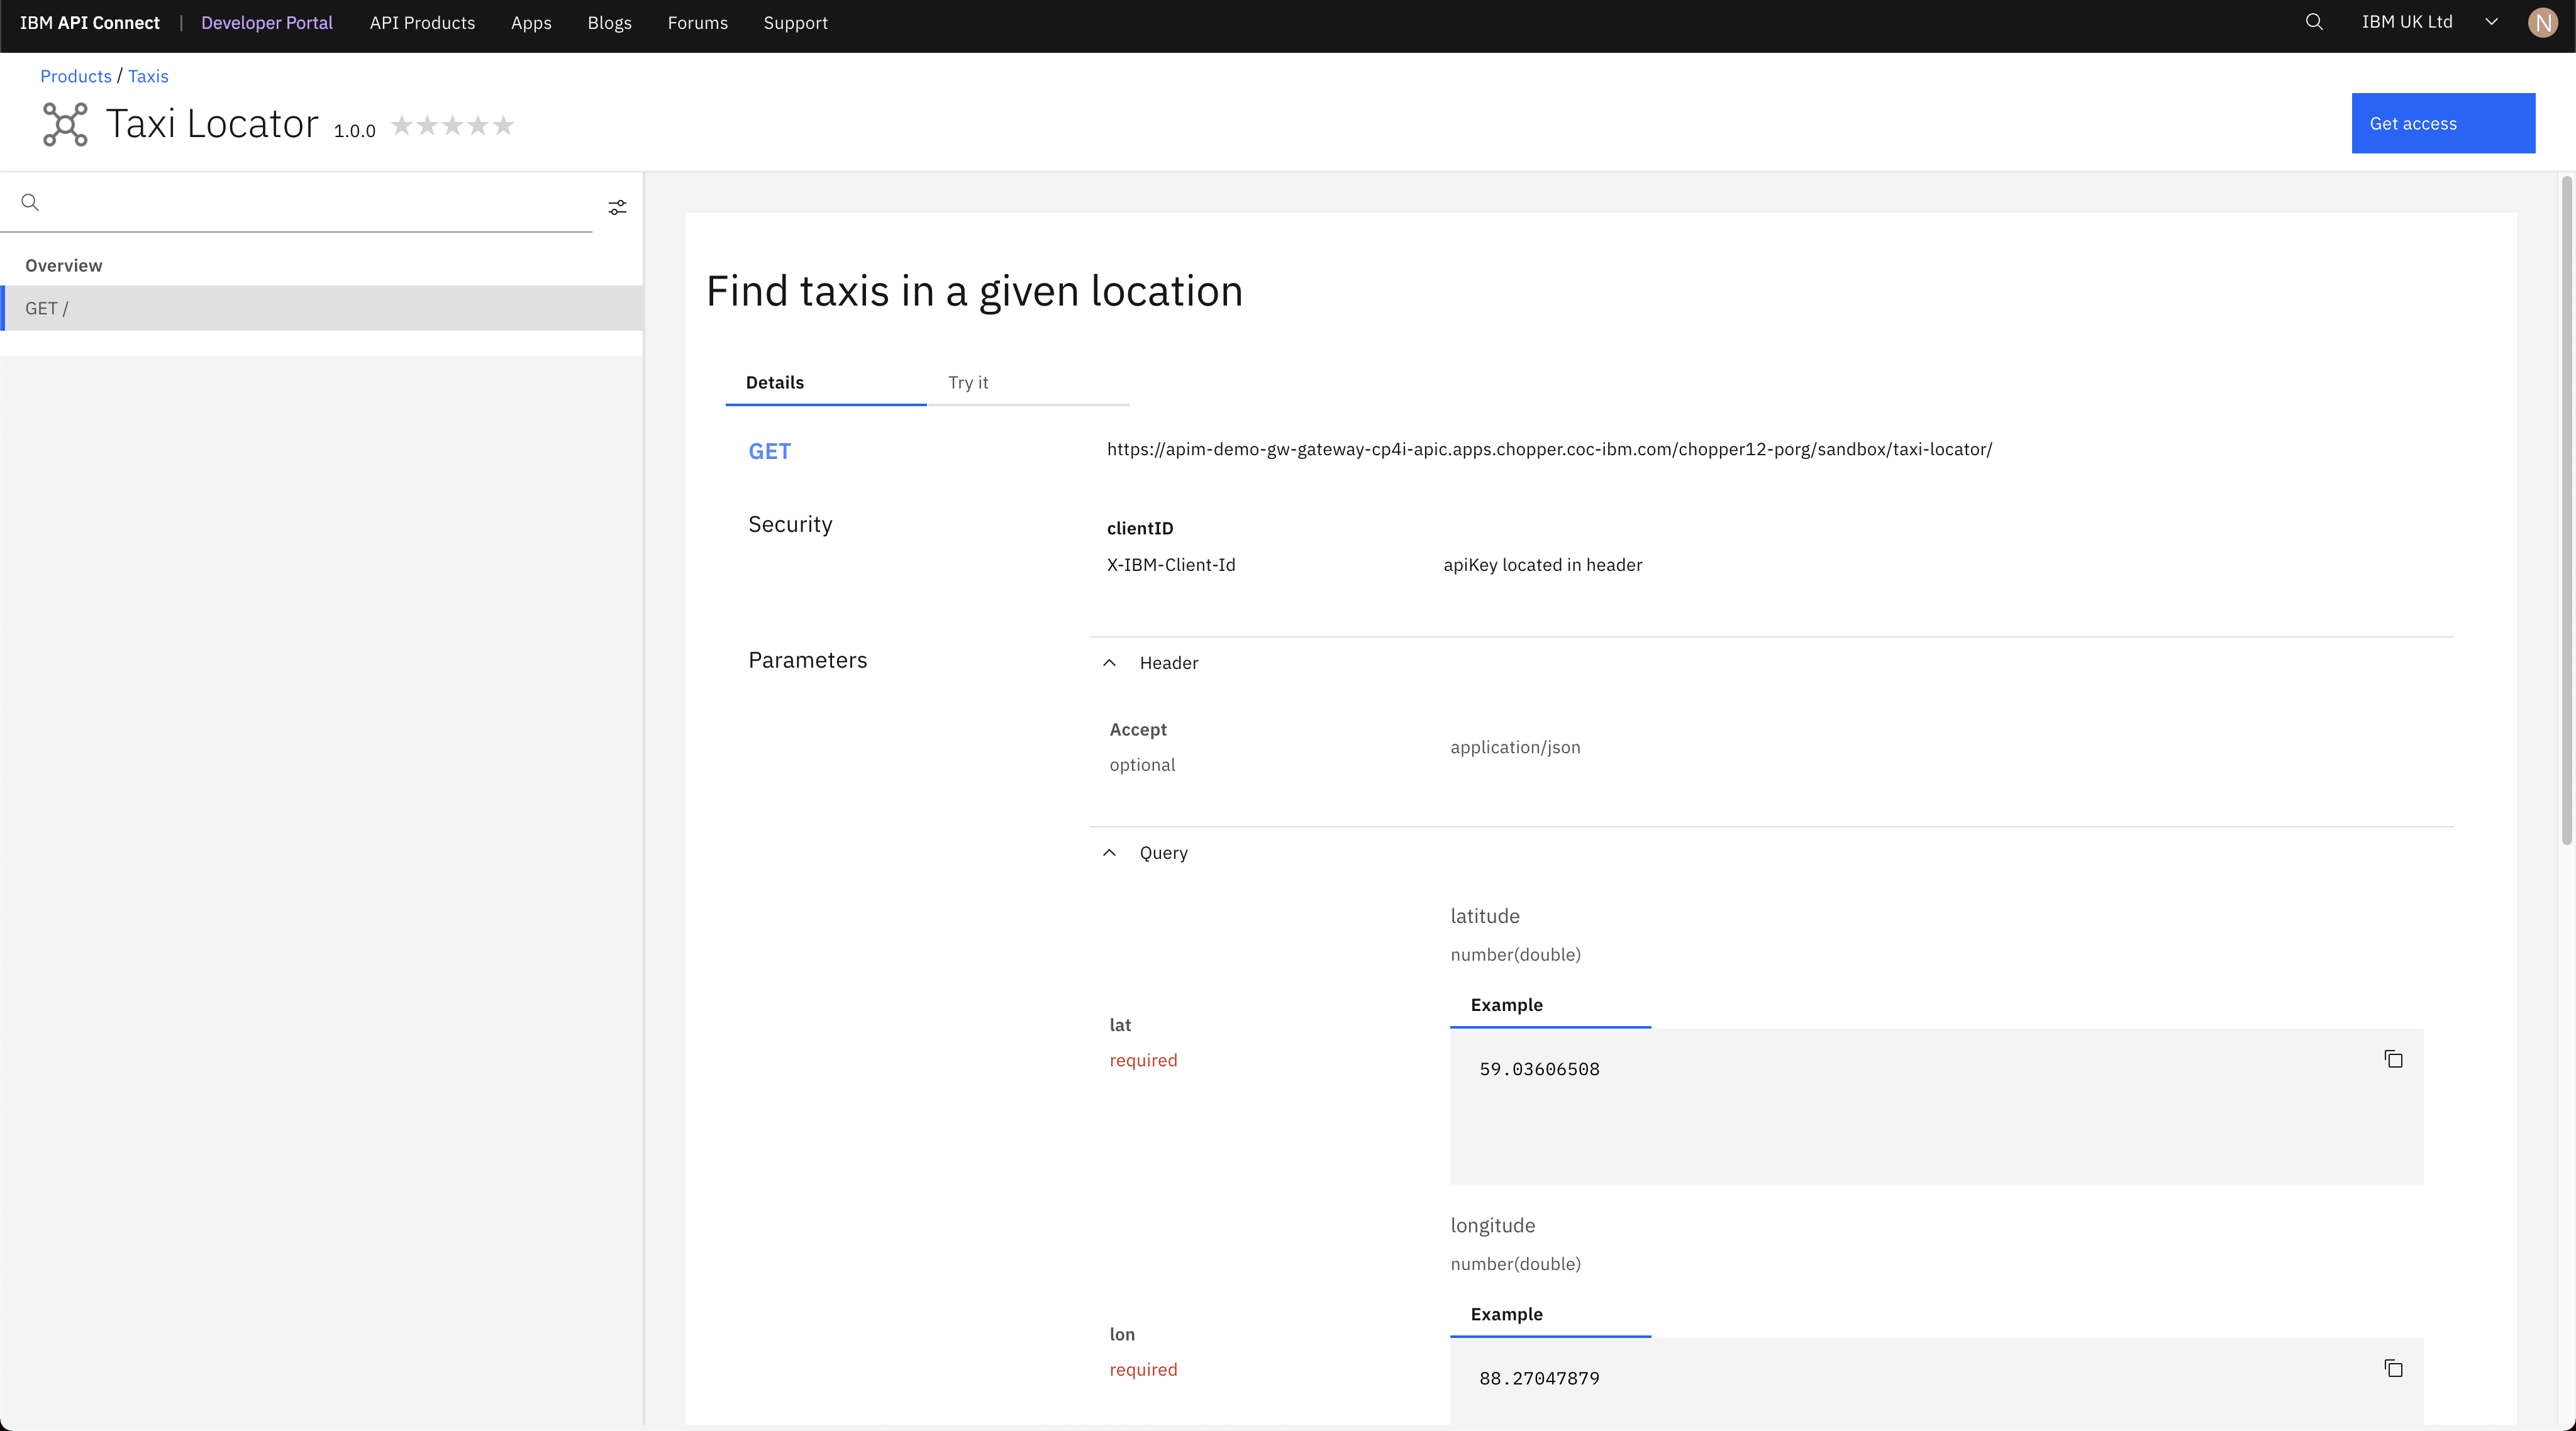 IBM API Connect | Developer Portal API Products Apps Blogs Forums Support IBM UK Ltd N
Products / Taxis
Taxi Locator 1.0.0
Get access
Overview
GET /
Find taxis in a given location
Details Try it
GET https://apim-demo-gw-gateway-cp4i-apic.apps.chopper.coc-ibm.com/chopper12-porg/sandbox/taxi-locator/
Security
clientID
X-IBM-Client-Id apiKey located in header
Parameters
Header
Accept
optional
application/json
Query
latitude
number(double)
Example
lat
required
59.03606508
longitude
number(double)
Example
lon
required
88.27047879